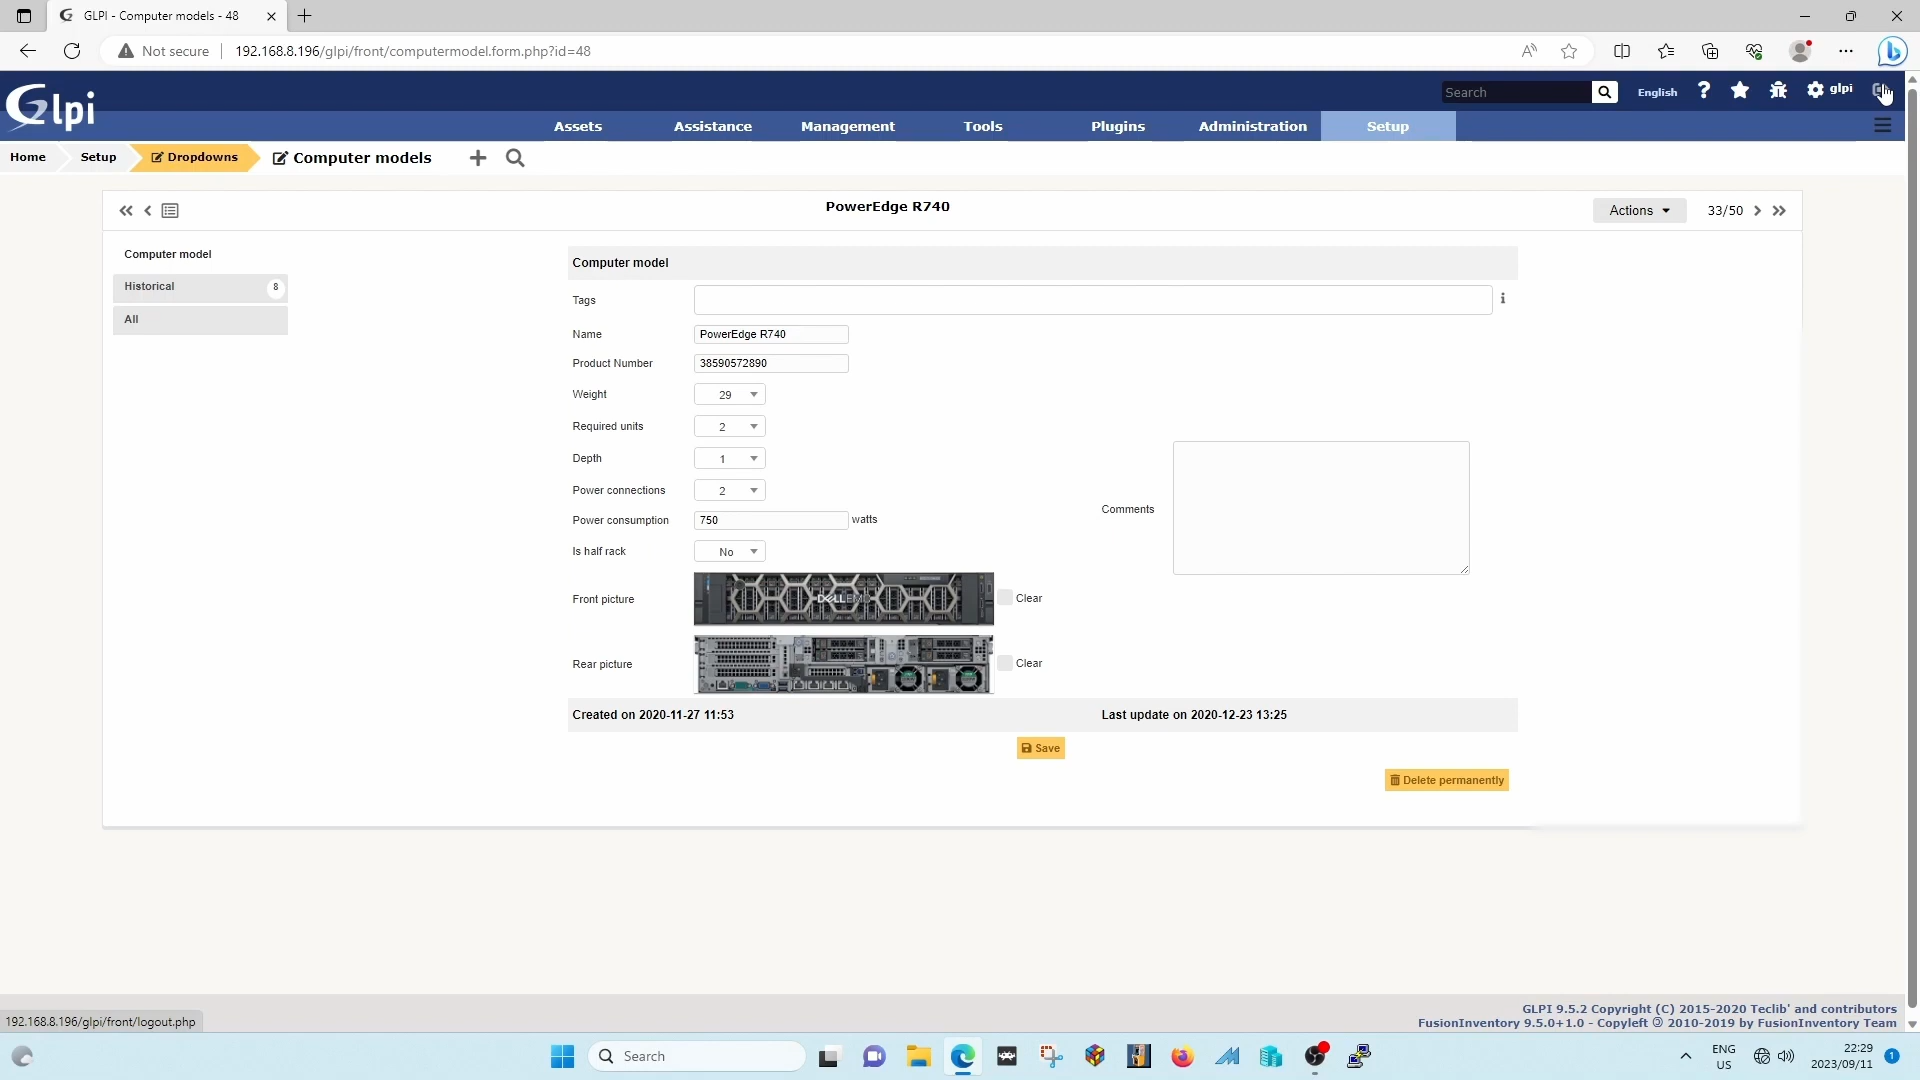 GLPI - Computer models - 48
Not secure
192.168.8.196/glpi/front/computermodel.form.php?id=48
Glpi
Search
English
glpi
Assets
Assistance
Management
Tools
Plugins
Administration
Setup
Home
Setup
Dropdowns
Computer models
PowerEdge R740
Actions
33/50
Computer model
Historical
8
All
Computer model
Tags
Name
PowerEdge R740
Product Number
38590572890
Weight
29
Required units
2
Depth
1
Power connections
2
Power consumption
750
watts
Is half rack
No
Comments
Front picture
DELLEMC
Clear
Rear picture
Clear
Created on 2020-11-27 11:53
Last update on 2020-12-23 13:25
Save
Delete permanently
GLPI 9.5.2 Copyright (C) 2015-2020 Teclib' and contributors
FusionInventory 9.5.0+1.0 - Copyleft 🄯 2010-2019 by FusionInventory Team
192.168.8.196/glpi/front/logout.php
Search
ENG
US
22:29
2023/09/11
1